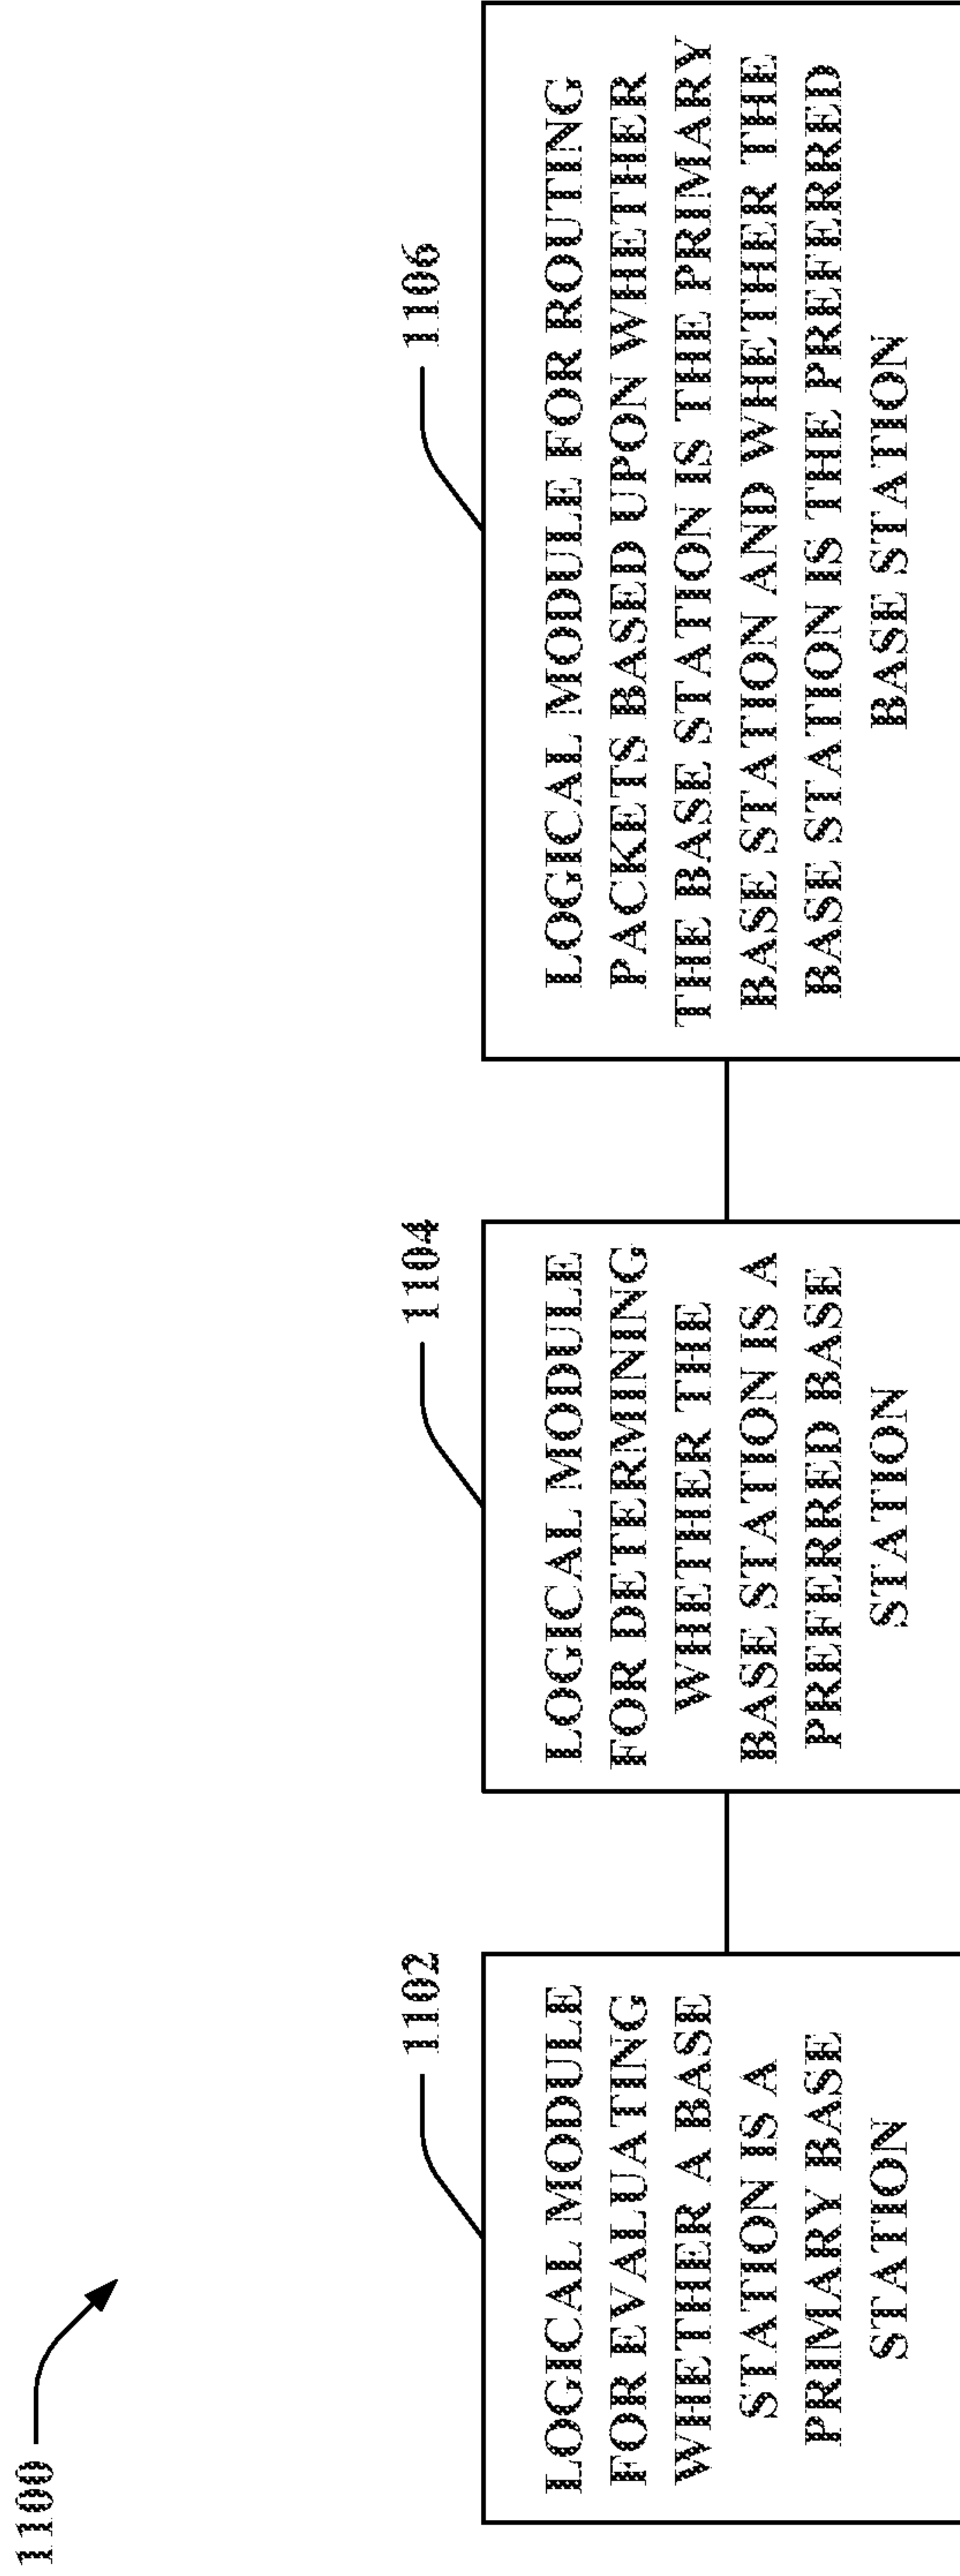 1100
1102
LOGICAL MODULE
FOR EVALUATING
WHETHER A BASE
STATION IS A
PRIMARY BASE
STATION
1104
LOGICAL MODULE
FOR DETERMINING
WHETHER THE
BASE STATION IS A
PREFERRED BASE
STATION
1106
LOGICAL MODULE FOR ROUTING
PACKETS BASED UPON WHETHER
THE BASE STATION IS THE PRIMARY
BASE STATION AND WHETHER THE
BASE STATION IS THE PREFERRED
BASE STATION